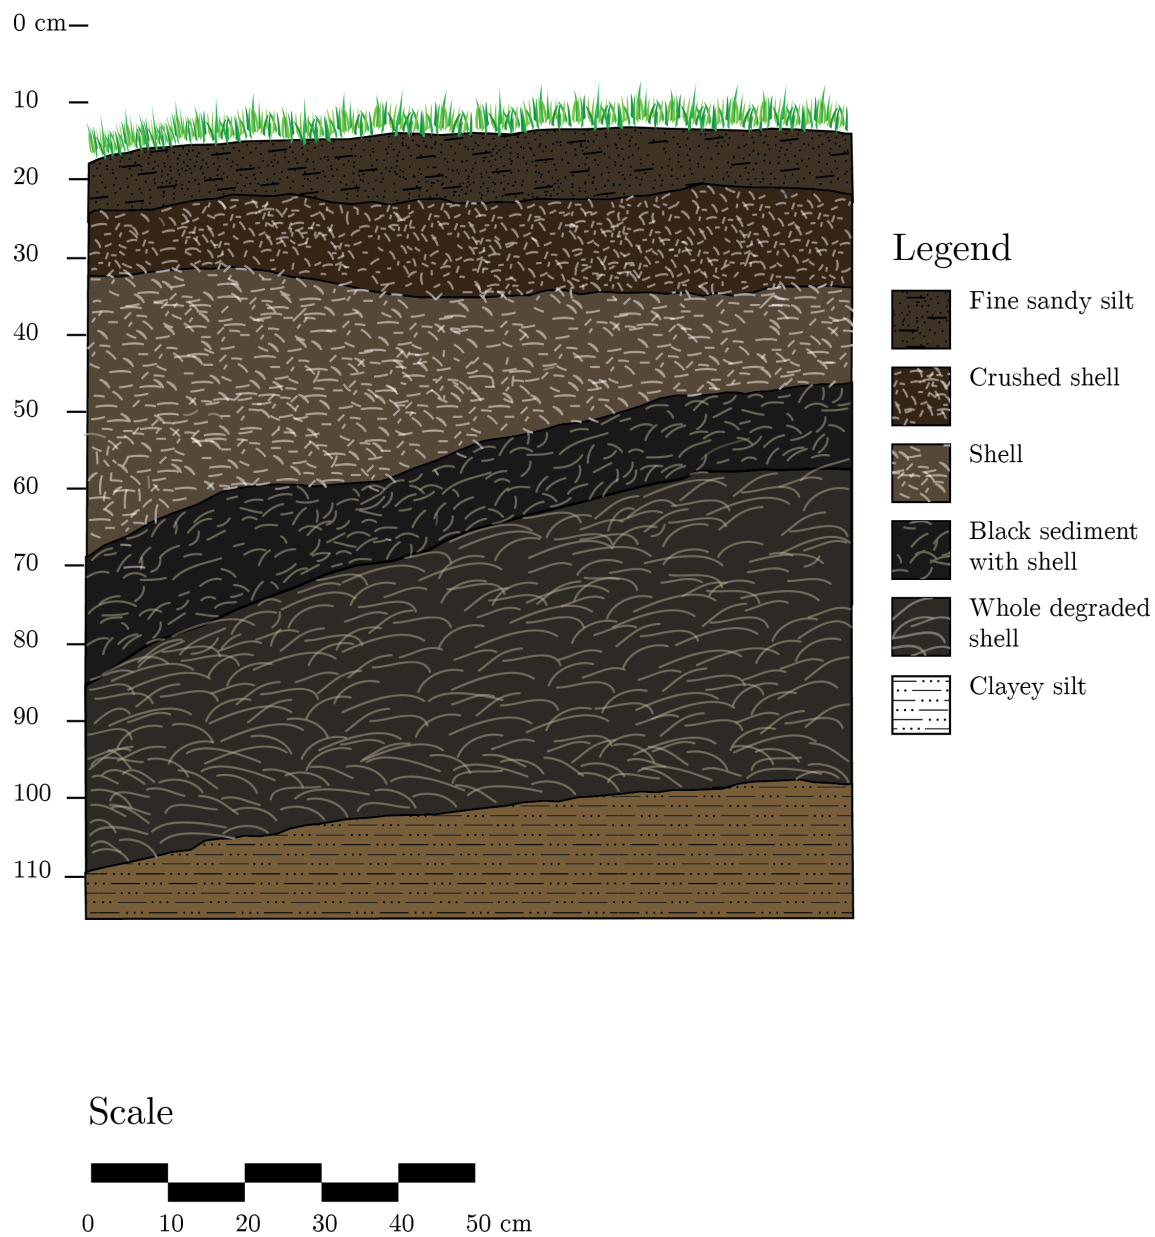 0 cm
10
20
30
40
50
60
70
80
90
100
110
Legend
Fine sandy silt
Crushed shell
Shell
Black sediment
with shell
Whole degraded
shell
Clayey silt
Scale
0 10 20 30 40 50 cm